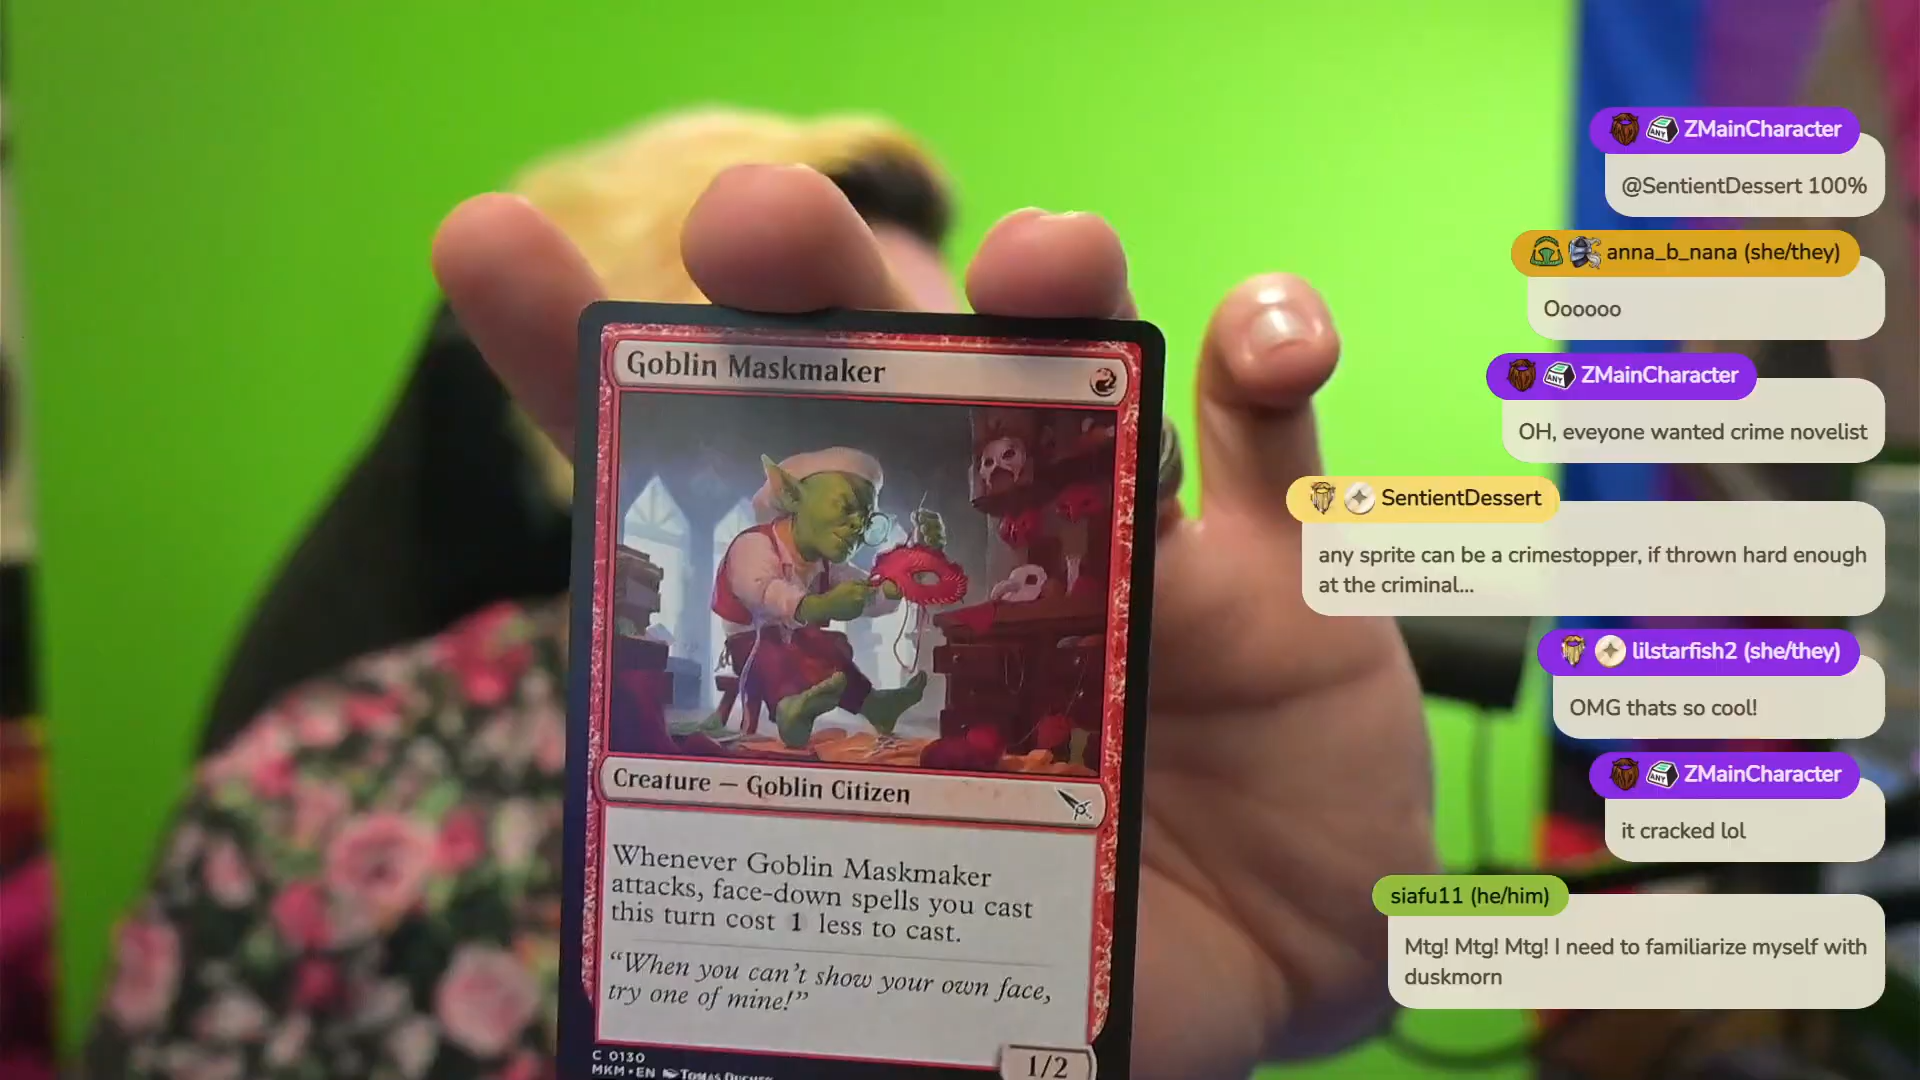 Goblin Maskmaker
Creature — Goblin Citizen
Whenever Goblin Maskmaker
attacks, face-down spells you cast
this turn cost 1 less to cast.
“When you can’t show your own face,
try one of mine!”
1/2
C 0130
MKM • EN
ANY ZMainCharacter
@SentientDessert 100%
anna_b_nana (she/they)
Oooooo
ANY ZMainCharacter
OH, eveyone wanted crime novelist
SentientDessert
any sprite can be a crimestopper, if thrown hard enough
at the criminal...
lilstarfish2 (she/they)
OMG thats so cool!
ANY ZMainCharacter
it cracked lol
siafu11 (he/him)
Mtg! Mtg! Mtg! I need to familiarize myself with
duskmorn